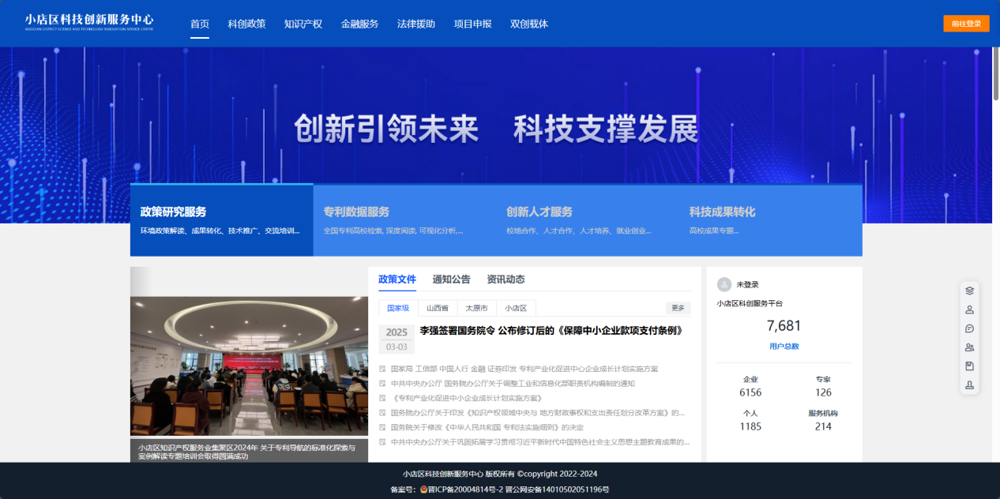 小店区科技创新服务中心
XIAODIAN DISTRICT SCIENCE AND TECHNOLOGY INNOVATION SERVICE CENTER
首页 科创政策 知识产权 金融服务 法律援助 项目申报 双创载体
前往登录
创新引领未来 科技支撑发展
政策研究服务
环境政策解读、成果转化、技术推广、交流培训...
专利数据服务
全国专利高校检索, 深度阅读, 可视化分析,...
创新人才服务
校地合作、人才合作、人才培养、就业创业...
科技成果转化
高校成果专题...
小店区知识产权服务业集聚区2024年 关于专利导航的标准化探索与
案例解读专题培训会取得圆满成功
政策文件 通知公告 资讯动态
国家级 山西省 太原市 小店区 更多
2025
03-03
李强签署国务院令 公布修订后的《保障中小企业款项支付条例》
国家局 工信部 中国人行 金融 证券印发 专利产业化促进中心企业成长计划实施方案
中共中央办公厅 国务院办公厅关于调整工业和信息化部职责机构编制的通知
《专利产业化促进中小企业成长计划实施方案》
国务院办公厅关于印发《知识产权领域中央与 地方财政事权和支出责任划分改革方案》的...
国务院关于修改《中华人民共和国 专利法实施细则》的决定
中共中央办公厅关于巩固拓展学习贯彻习近平新时代中国特色社会主义思想主题教育成果的...
未登录
小店区科创服务平台
7,681
用户总数
企业 专家
6156 126
个人 服务机构
1185 214
小店区科技创新服务中心 版权所有 ©copyright 2022-2024
备案号： 晋ICP备20004814号-2 晋公网安备14010502051196号